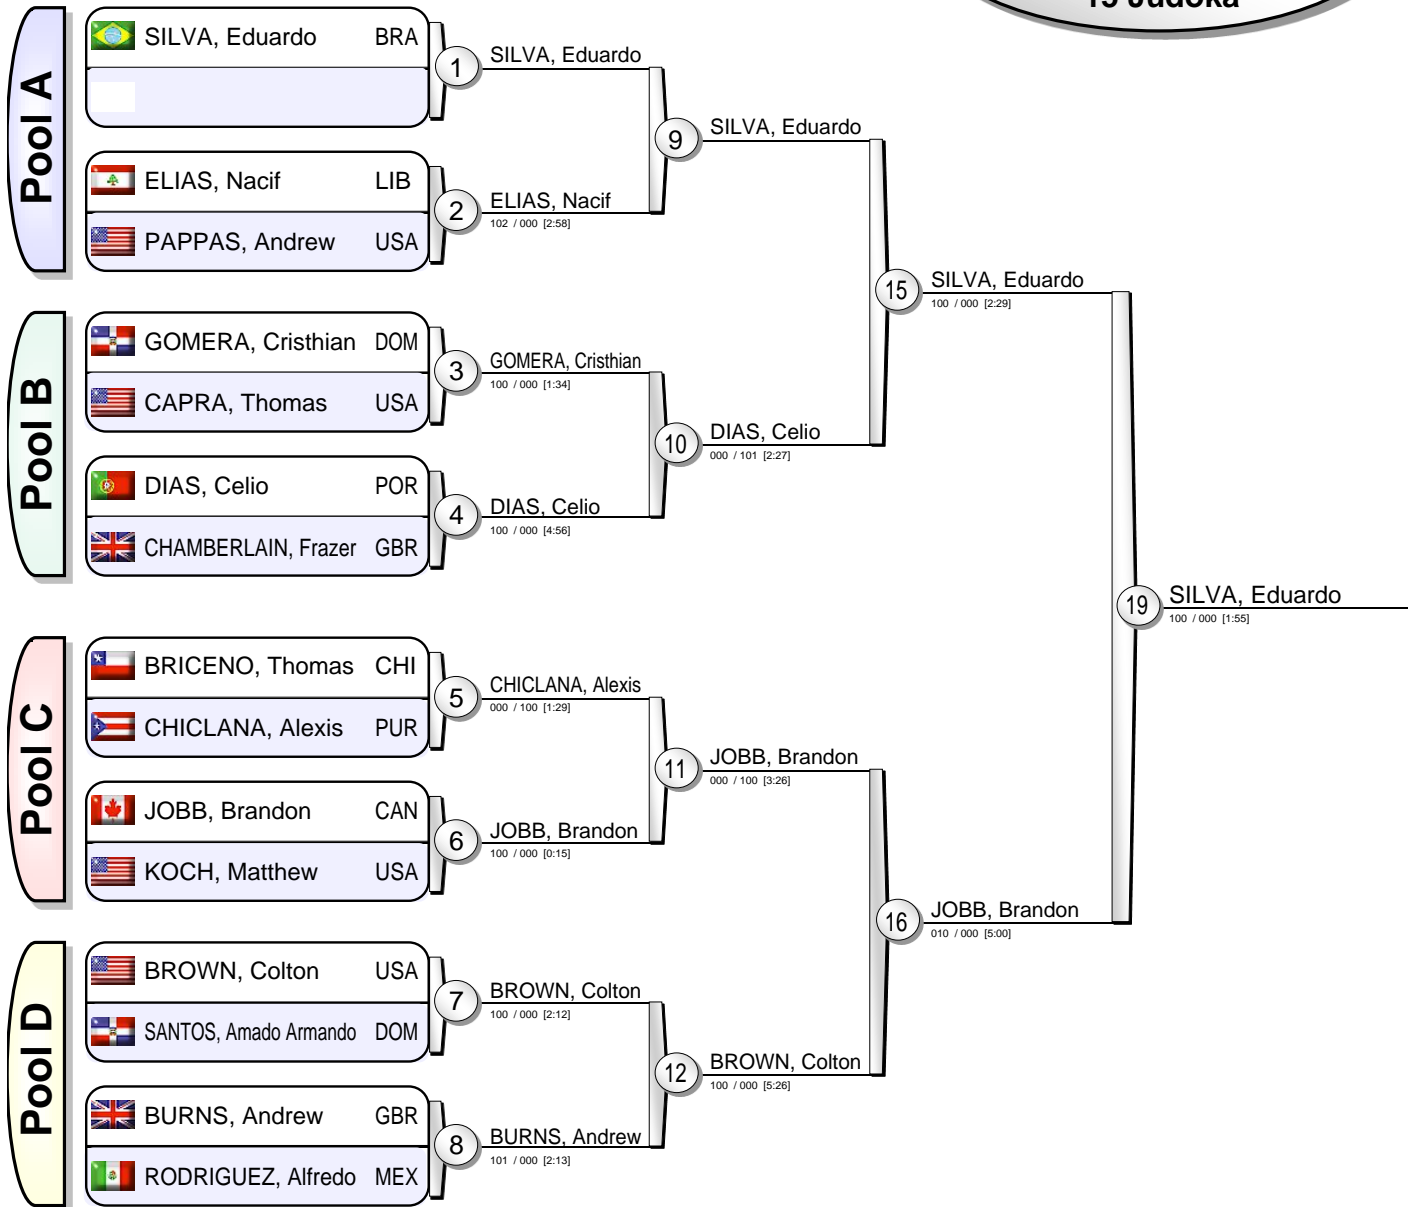 15 Judoka
Pool A
SILVA, Eduardo BRA
ELIAS, Nacif LIB
PAPPAS, Andrew USA
Pool B
GOMERA, Cristhian DOM
CAPRA, Thomas USA
DIAS, Celio POR
CHAMBERLAIN, Frazer GBR
Pool C
BRICENO, Thomas CHI
CHICLANA, Alexis PUR
JOBB, Brandon CAN
KOCH, Matthew USA
Pool D
BROWN, Colton USA
SANTOS, Amado Armando DOM
BURNS, Andrew GBR
RODRIGUEZ, Alfredo MEX
1 SILVA, Eduardo
2 ELIAS, Nacif
102 / 000 [2:58]
3 GOMERA, Cristhian
100 / 000 [1:34]
4 DIAS, Celio
100 / 000 [4:56]
5 CHICLANA, Alexis
000 / 100 [1:29]
6 JOBB, Brandon
100 / 000 [0:15]
7 BROWN, Colton
100 / 000 [2:12]
8 BURNS, Andrew
101 / 000 [2:13]
9 SILVA, Eduardo
10 DIAS, Celio
000 / 101 [2:27]
11 JOBB, Brandon
000 / 100 [3:26]
12 BROWN, Colton
100 / 000 [5:26]
15 SILVA, Eduardo
100 / 000 [2:29]
16 JOBB, Brandon
010 / 000 [5:00]
19 SILVA, Eduardo
100 / 000 [1:55]